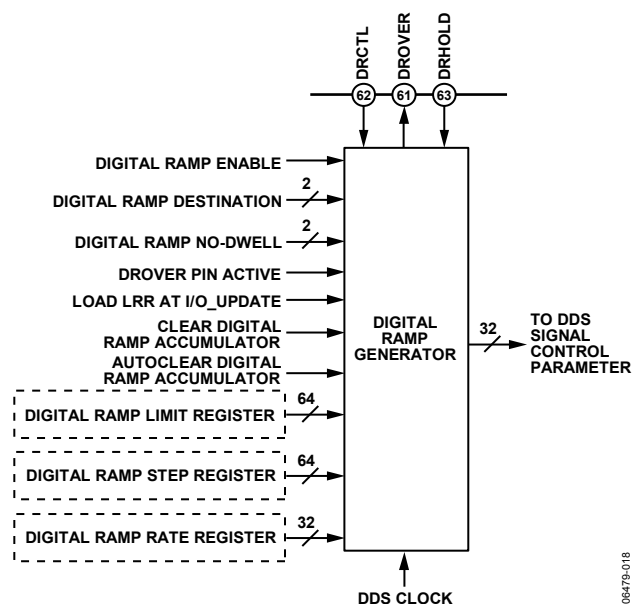 DRCTL
DROVER
DRHOLD
62
61
63
DIGITAL RAMP ENABLE
2
DIGITAL RAMP DESTINATION
2
DIGITAL RAMP NO-DWELL
DROVER PIN ACTIVE
LOAD LRR AT I/O_UPDATE
CLEAR DIGITAL
RAMP ACCUMULATOR
AUTOCLEAR DIGITAL
RAMP ACCUMULATOR
64
DIGITAL RAMP LIMIT REGISTER
64
DIGITAL RAMP STEP REGISTER
32
DIGITAL RAMP RATE REGISTER
DIGITAL
RAMP
GENERATOR
32
TO DDS
SIGNAL
CONTROL
PARAMETER
DDS CLOCK
06479-018